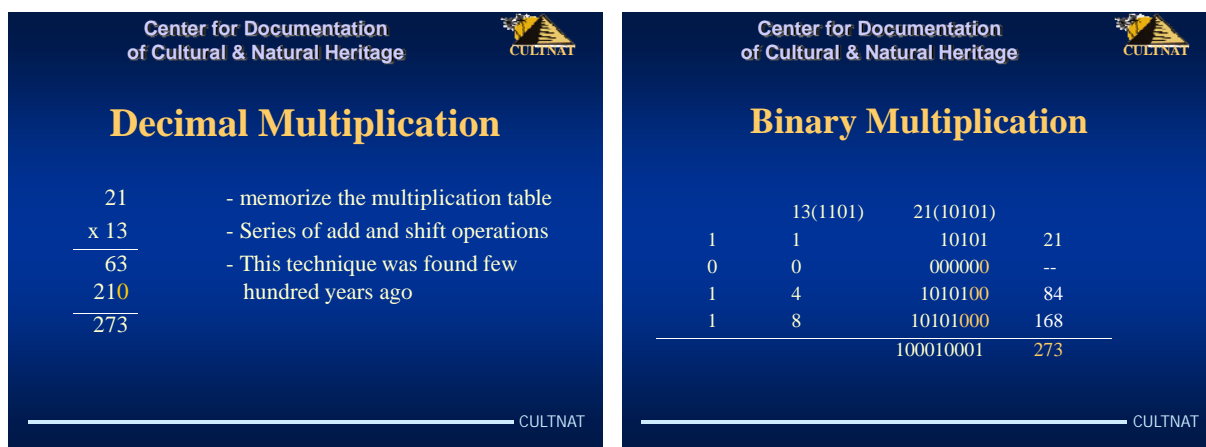 Center for Documentation
of Cultural & Natural Heritage
CULTNAT
Decimal Multiplication
21 - memorize the multiplication table
x 13 - Series of add and shift operations
63 - This technique was found few
210 hundred years ago
273
CULTNAT
Center for Documentation
of Cultural & Natural Heritage
CULTNAT
Binary Multiplication
13(1101) 21(10101)
1 1 10101 21
0 0 000000 --
1 4 1010100 84
1 8 10101000 168
100010001 273
CULTNAT